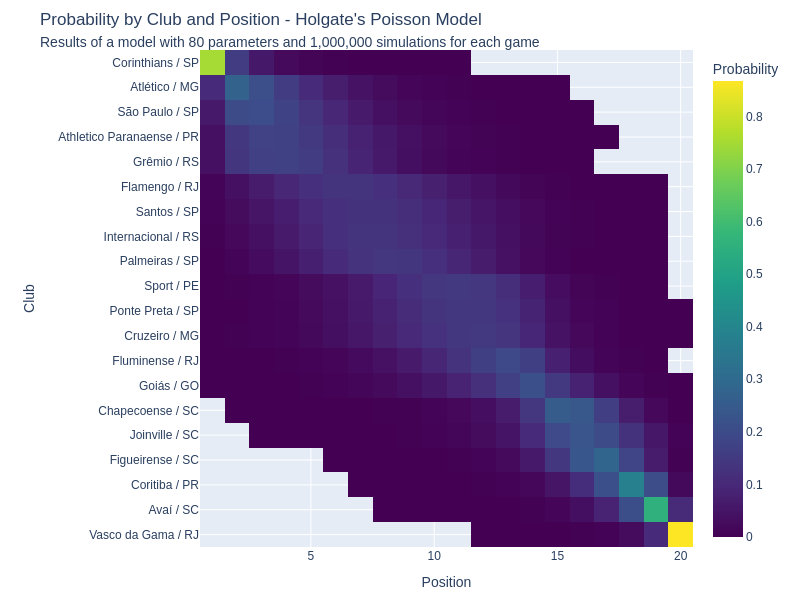 Probability by Club and Position - Holgate's Poisson Model
Results of a model with 80 parameters and 1,000,000 simulations for each game
Probability
Club
Corinthians / SP
Atlético / MG
São Paulo / SP
Athletico Paranaense / PR
Grêmio / RS
Flamengo / RJ
Santos / SP
Internacional / RS
Palmeiras / SP
Sport / PE
Ponte Preta / SP
Cruzeiro / MG
Fluminense / RJ
Goiás / GO
Chapecoense / SC
Joinville / SC
Figueirense / SC
Coritiba / PR
Avaí / SC
Vasco da Gama / RJ
0.8
0.7
0.6
0.5
0.4
0.3
0.2
0.1
0
5
10
15
20
Position